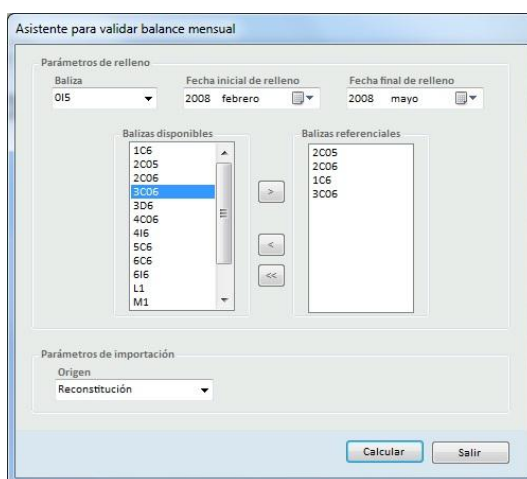 Asistente para validar balance mensual
Parámetros de relleno
Baliza Fecha inicial de relleno Fecha final de relleno
0I5 2008 febrero 2008 mayo
Balizas disponibles
1C6
2C05
2C06
3C06
3D6
4C06
4I6
5C6
6C6
6I6
L1
M1
>
<
<<
Balizas referenciales
2C05
2C06
1C6
3C06
Parámetros de importación
Origen
Reconstitución
Calcular Salir